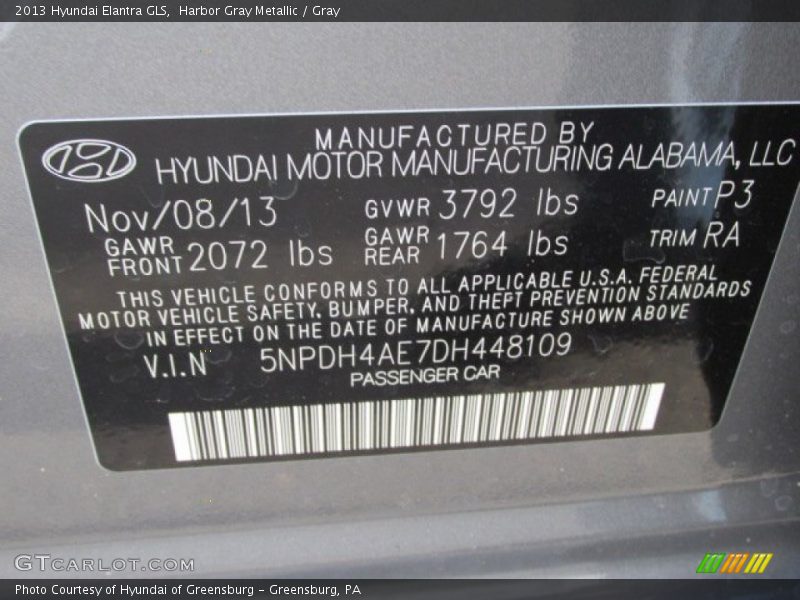 2013 Hyundai Elantra GLS, Harbor Gray Metallic / Gray
MANUFACTURED BY
HYUNDAI MOTOR MANUFACTURING ALABAMA, LLC
Nov/08/13 GVWR 3792 lbs PAINT P3
GAWR FRONT 2072 lbs GAWR REAR 1764 lbs TRIM RA
THIS VEHICLE CONFORMS TO ALL APPLICABLE U.S.A. FEDERAL
MOTOR VEHICLE SAFETY, BUMPER, AND THEFT PREVENTION STANDARDS
IN EFFECT ON THE DATE OF MANUFACTURE SHOWN ABOVE
V.I.N 5NPDH4AE7DH448109
PASSENGER CAR
GTCARLOT.COM
Photo Courtesy of Hyundai of Greensburg - Greensburg, PA